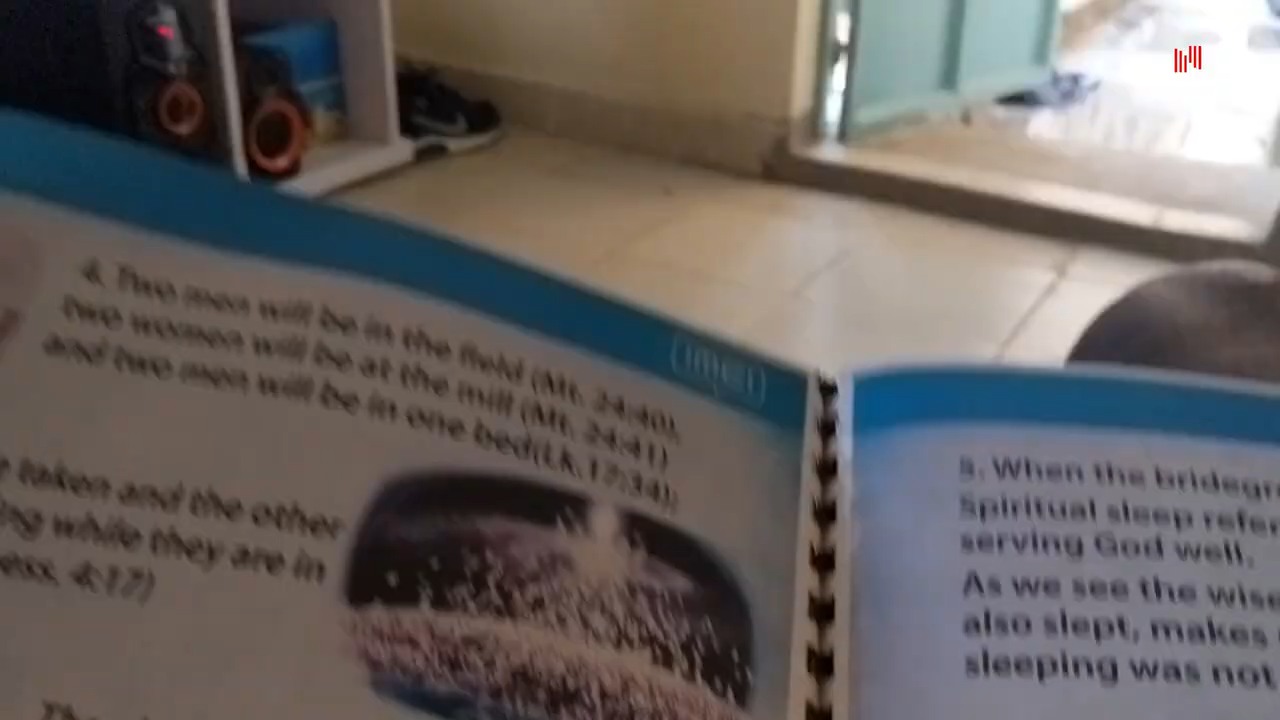 4. Two men will be in the field (Mt. 24:40),
two women will be at the mill (Mt. 24:41)
and two men will be in one bed(Lk.17:34);
taken and the other
ing while they are in
ess. 4:17)
imei
5. When the bridegr
Spiritual sleep refer
serving God well.
As we see the wise
also slept, makes
sleeping was not